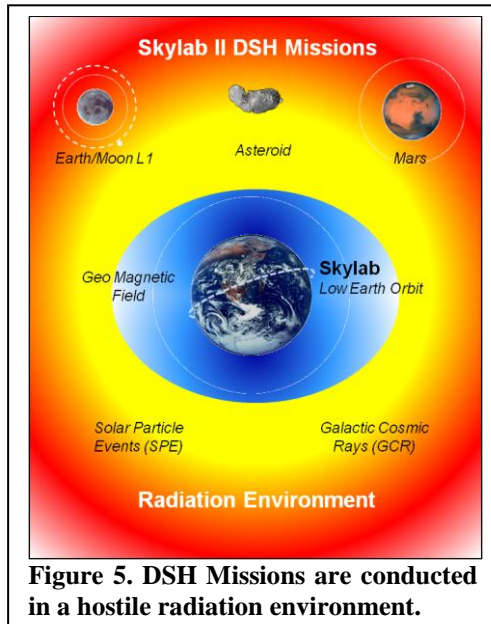 Skylab II DSH Missions
Earth/Moon L1
Asteroid
Mars
Geo Magnetic
Field
Skylab
Low Earth Orbit
Solar Particle
Events (SPE)
Galactic Cosmic
Rays (GCR)
Radiation Environment
Figure 5. DSH Missions are conducted
in a hostile radiation environment.